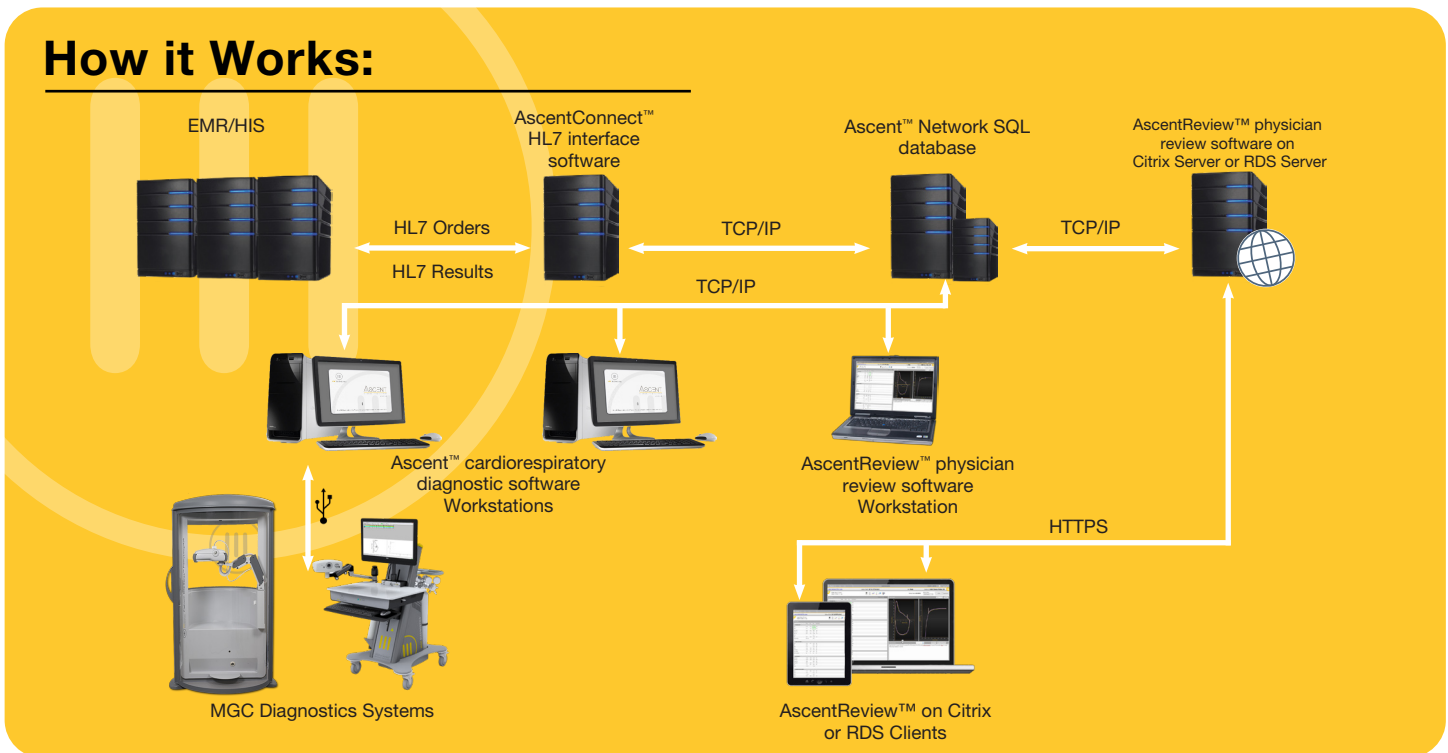 How it Works:
EMR/HIS
AscentConnect™
HL7 interface
software
Ascent™ Network SQL
database
AscentReview™ physician
review software on
Citrix Server or RDS Server
HL7 Orders
HL7 Results
TCP/IP
TCP/IP
TCP/IP
Ascent™ cardiorespiratory
diagnostic software
Workstations
AscentReview™ physician
review software
Workstation
HTTPS
MGC Diagnostics Systems
AscentReview™ on Citrix
or RDS Clients